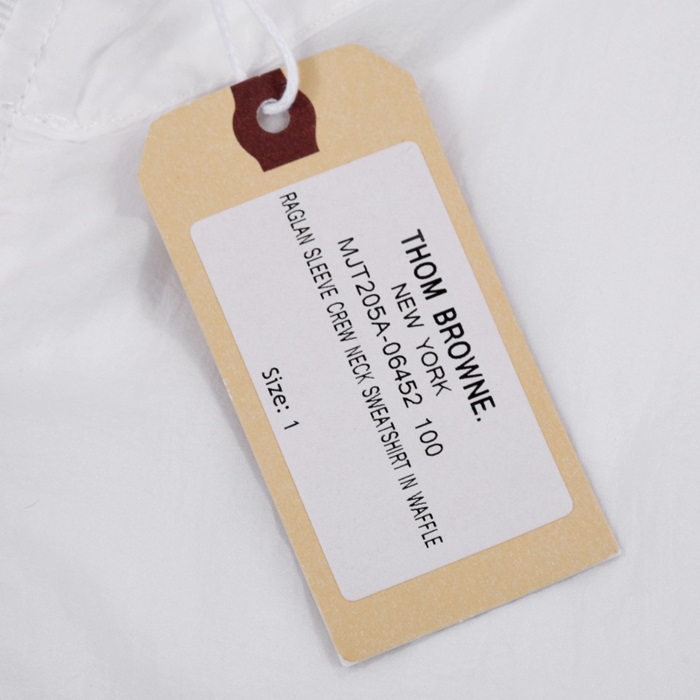 THOM BROWNE.
NEW YORK
MJT205A-06452 100
RAGLAN SLEEVE CREW NECK SWEATSHIRT IN WAFFLE
Size: 1